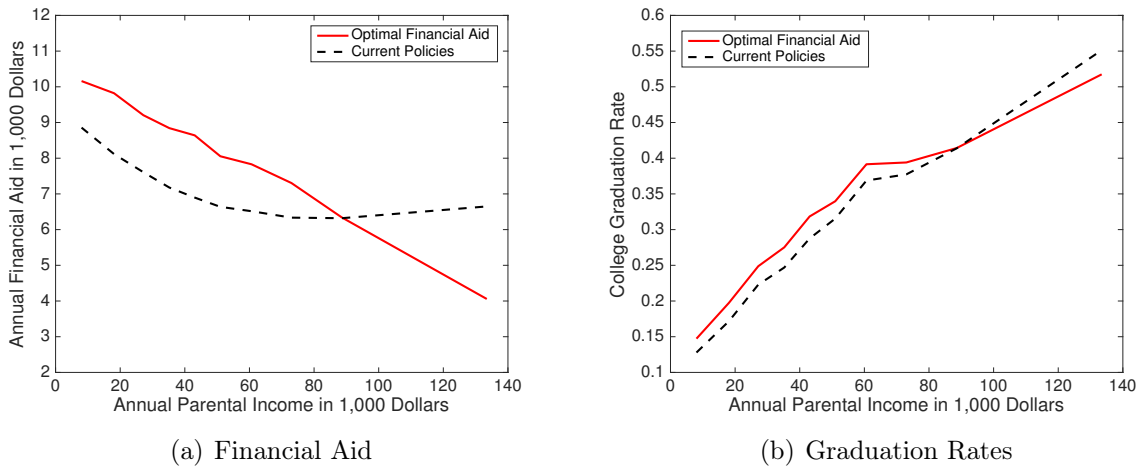 12
11
10
9
8
7
6
5
4
3
2
Annual Financial Aid in 1,000 Dollars
Optimal Financial Aid
Current Policies
0 20 40 60 80 100 120 140
Annual Parental Income in 1,000 Dollars
(a) Financial Aid
0.6
0.55
0.5
0.45
0.4
0.35
0.3
0.25
0.2
0.15
0.1
College Graduation Rate
Optimal Financial Aid
Current Policies
0 20 40 60 80 100 120 140
Annual Parental Income in 1,000 Dollars
(b) Graduation Rates